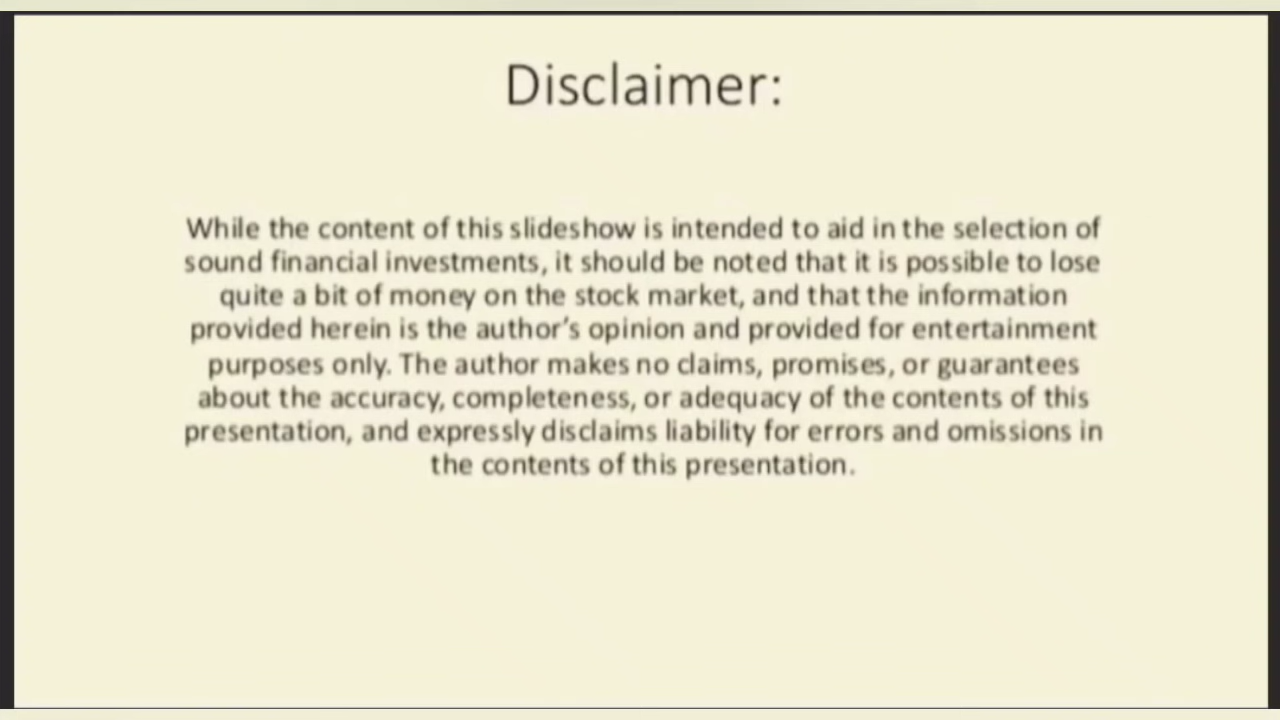 Disclaimer:
While the content of this slideshow is intended to aid in the selection of
sound financial investments, it should be noted that it is possible to lose
quite a bit of money on the stock market, and that the information
provided herein is the author's opinion and provided for entertainment
purposes only. The author makes no claims, promises, or guarantees
about the accuracy, completeness, or adequacy of the contents of this
presentation, and expressly disclaims liability for errors and omissions in
the contents of this presentation.